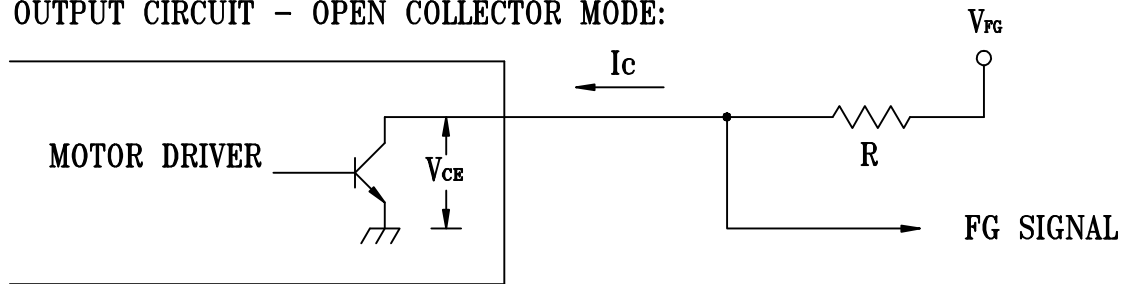 OUTPUT CIRCUIT - OPEN COLLECTOR MODE:
VFG
Ic
MOTOR DRIVER
VCE
R
FG SIGNAL